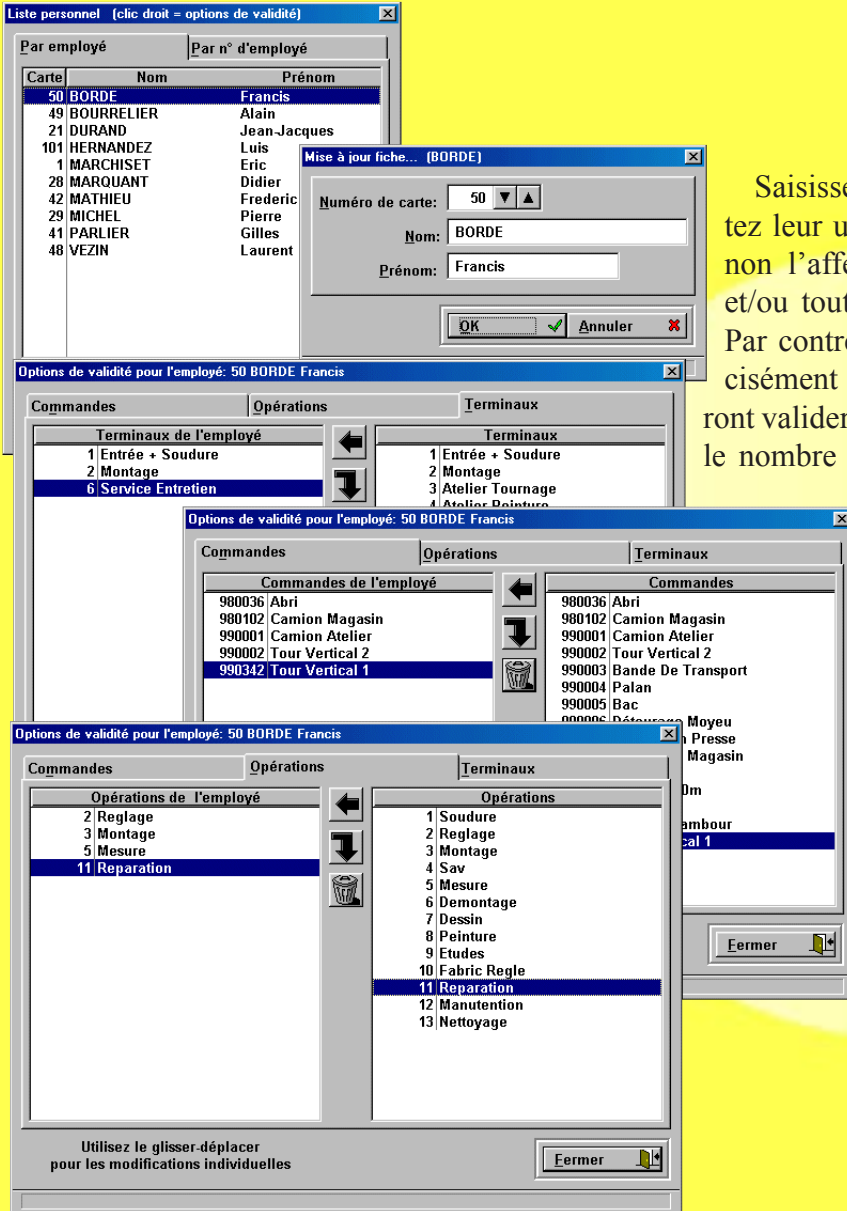 Liste personnel (clic droit = options de validité)
Par employé Par n° d'employé
Carte Nom Prénom
50 BORDE Francis
49 BOURRELIER Alain
21 DURAND Jean-Jacques
101 HERNANDEZ Luis
1 MARCHISET Eric
28 MARQUANT Didier
42 MATHIEU Frederic
29 MICHEL Pierre
41 PARLIER Gilles
48 VEZIN Laurent
Mise à jour fiche... (BORDE)
Numéro de carte: 50
Nom: BORDE
Prénom: Francis
OK Annuler
Saisisse
tez leur u
non l'affe
et/ou tout
Par contre
cisément
ront valider
le nombre
Options de validité pour l'employé: 50 BORDE Francis
Commandes Opérations Terminaux
Terminaux de l'employé
1 Entrée + Soudure
2 Montage
6 Service Entretien
Terminaux
1 Entrée + Soudure
2 Montage
3 Atelier Tournage
4 Atelier Peinture
Options de validité pour l'employé: 50 BORDE Francis
Commandes Opérations Terminaux
Commandes de l'employé
980036 Abri
980102 Camion Magasin
990001 Camion Atelier
990002 Tour Vertical 2
990342 Tour Vertical 1
Commandes
980036 Abri
980102 Camion Magasin
990001 Camion Atelier
990002 Tour Vertical 2
990003 Bande De Transport
990004 Palan
990005 Bac
990006 Détourage Moyeu
Presse
Magasin
0m
ambour
cal 1
Fermer
Options de validité pour l'employé: 50 BORDE Francis
Commandes Opérations Terminaux
Opérations de l'employé
2 Reglage
3 Montage
5 Mesure
11 Reparation
Opérations
1 Soudure
2 Reglage
3 Montage
4 Sav
5 Mesure
6 Demontage
7 Dessin
8 Peinture
9 Etudes
10 Fabric Regle
11 Reparation
12 Manutention
13 Nettoyage
Utilisez le glisser-déplacer
pour les modifications individuelles
Fermer